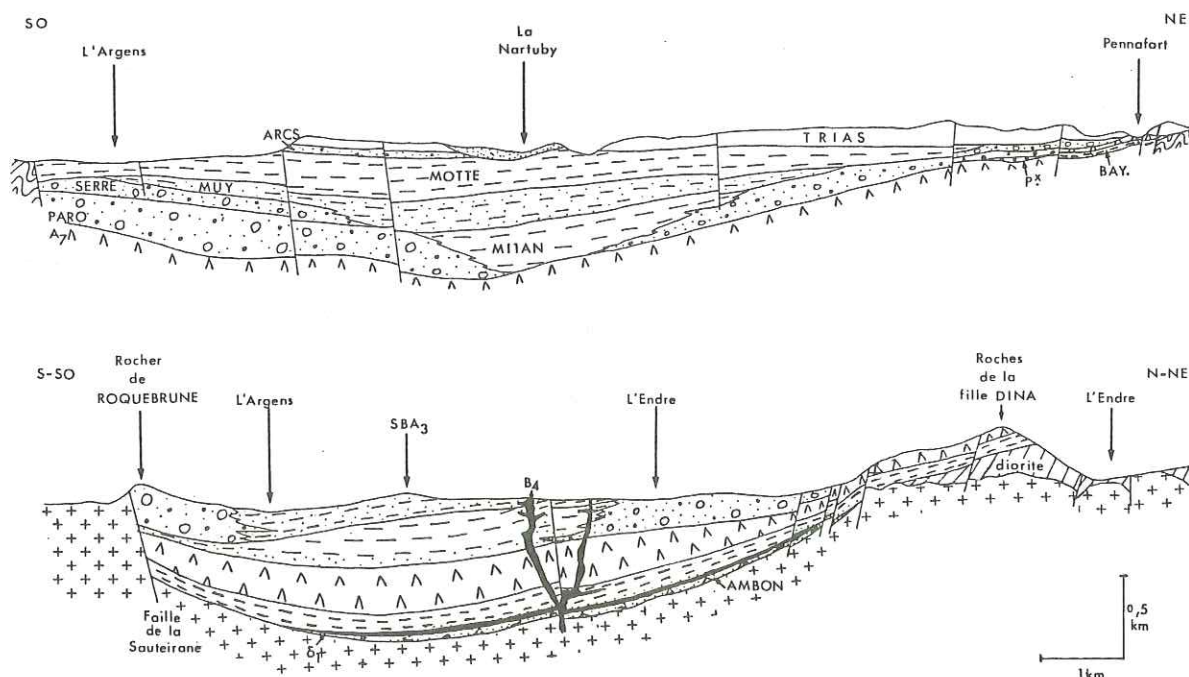 SO
NE
L'Argens
La
Nartuby
Pennafort
ARCS
TRIAS
MOTTE
SERRE
MUY
BAY.
PARO
A7
MITAN
S-SO
N-NE
Rocher
de
ROQUEBRUNE
L'Argens
SBA3
L'Endre
Roches
de la
fille DINA
L'Endre
B4
diorite
AMBON
Faille
de la
Sauteirane
δ1
0,5
km
1km